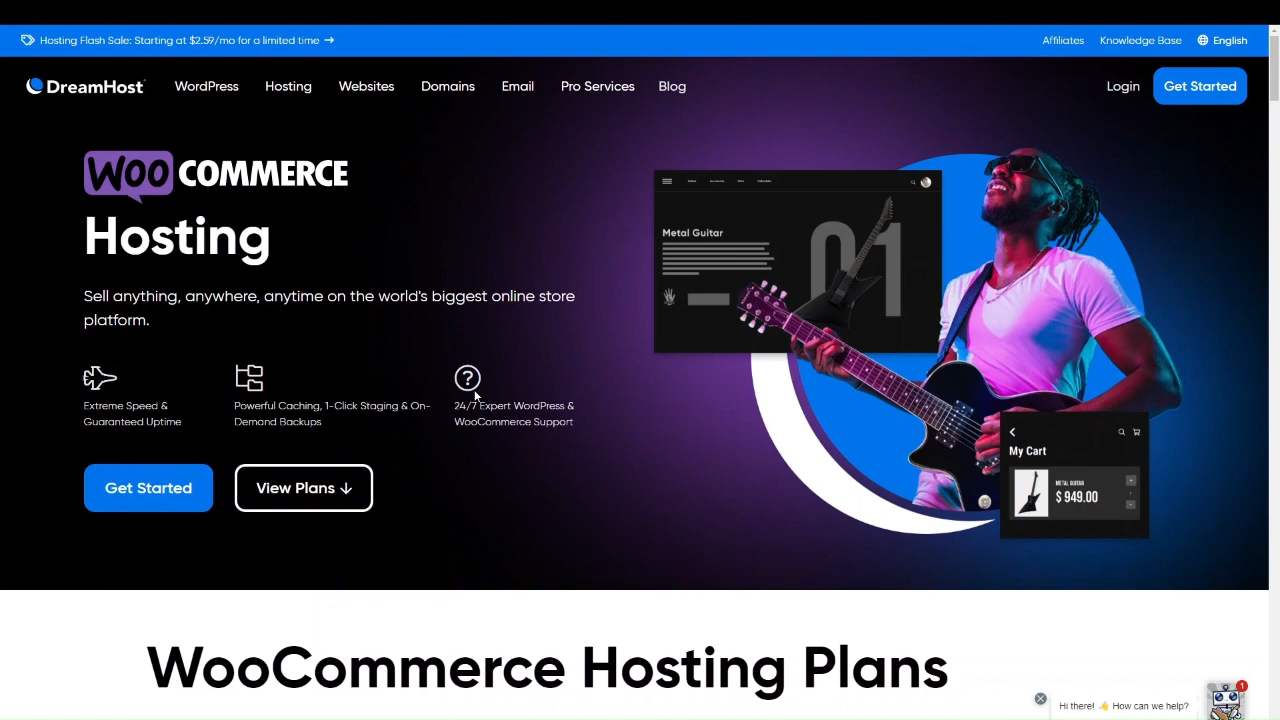 Hosting Flash Sale: Starting at $2.59/mo for a limited time →
Affiliates
Knowledge Base
English
DreamHost
WordPress
Hosting
Websites
Domains
Email
Pro Services
Blog
Login
Get Started
WOO COMMERCE
Hosting
Sell anything, anywhere, anytime on the world's biggest online store
platform.
Extreme Speed &
Guaranteed Uptime
Powerful Caching, 1-Click Staging & On-
Demand Backups
24/7 Expert WordPress &
WooCommerce Support
Get Started
View Plans ↓
Metal Guitar
01
My Cart
METAL GUITAR
$ 949.00
WooCommerce Hosting Plans
Hi there! 👋 How can we help?
1